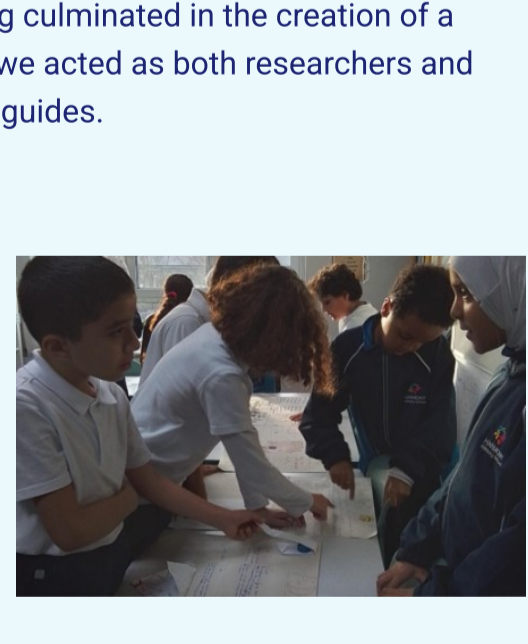 g culminated in the creation of a
we acted as both researchers and
guides.